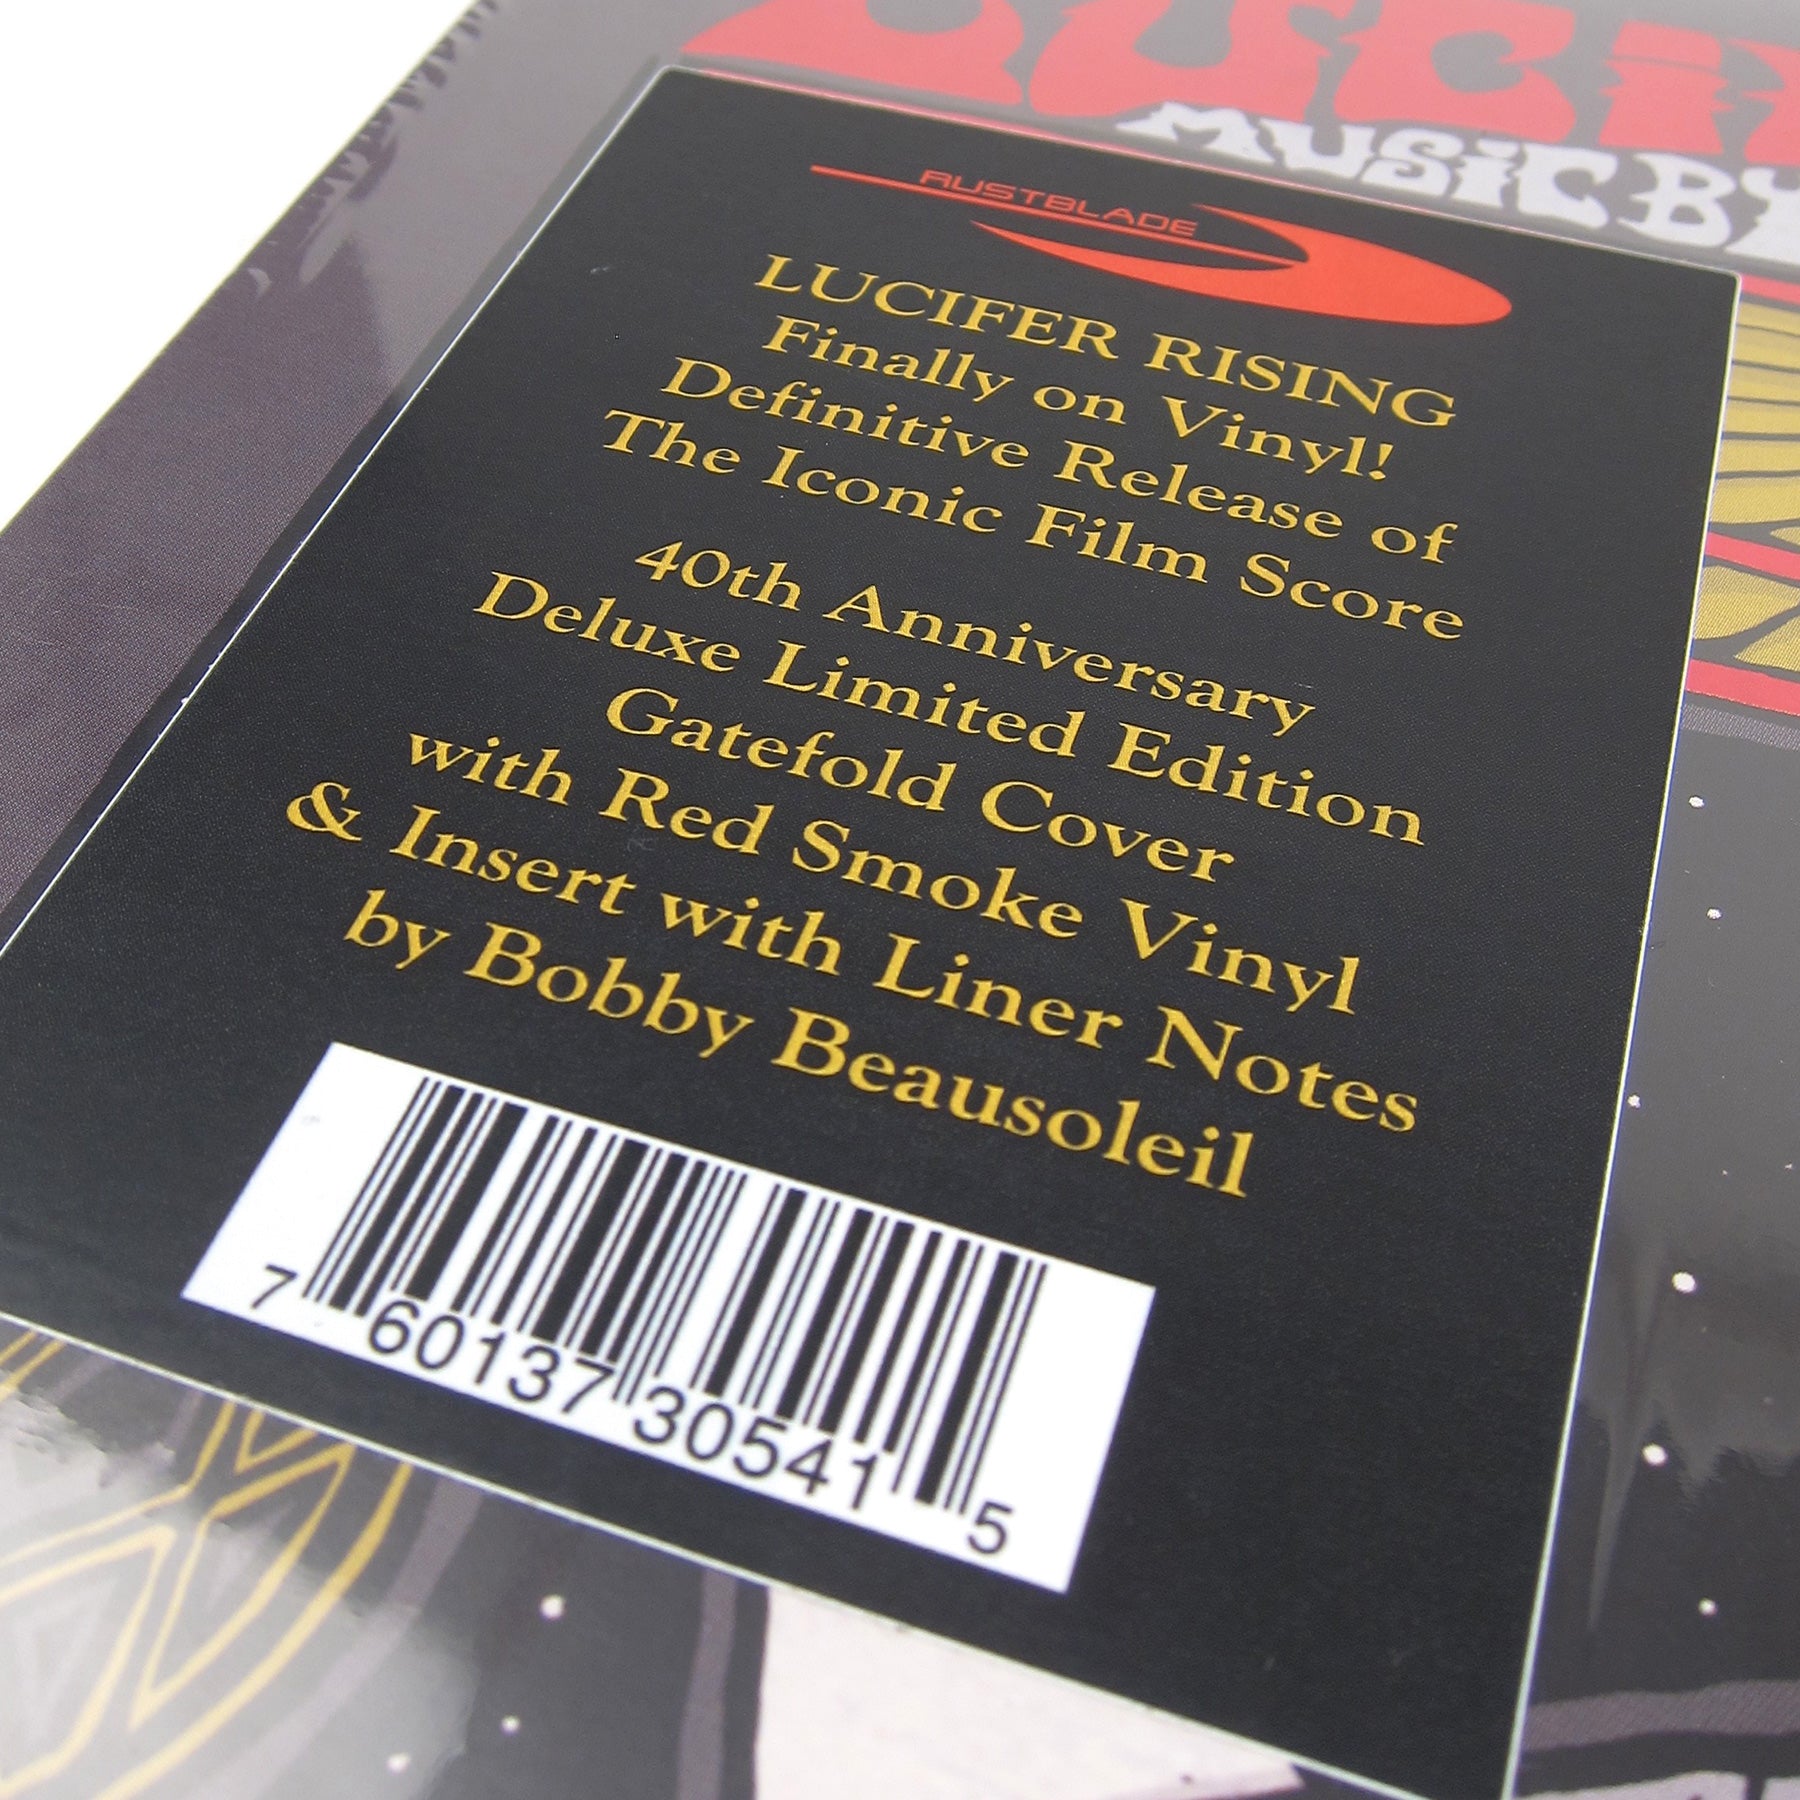 MUSIC BY
RUSTBLADE
LUCIFER RISING
Finally on Vinyl!
Definitive Release of
The Iconic Film Score
40th Anniversary
Deluxe Limited Edition
Gatefold Cover
with Red Smoke Vinyl
& Insert with Liner Notes
by Bobby Beausoleil
7 60137 30541 5